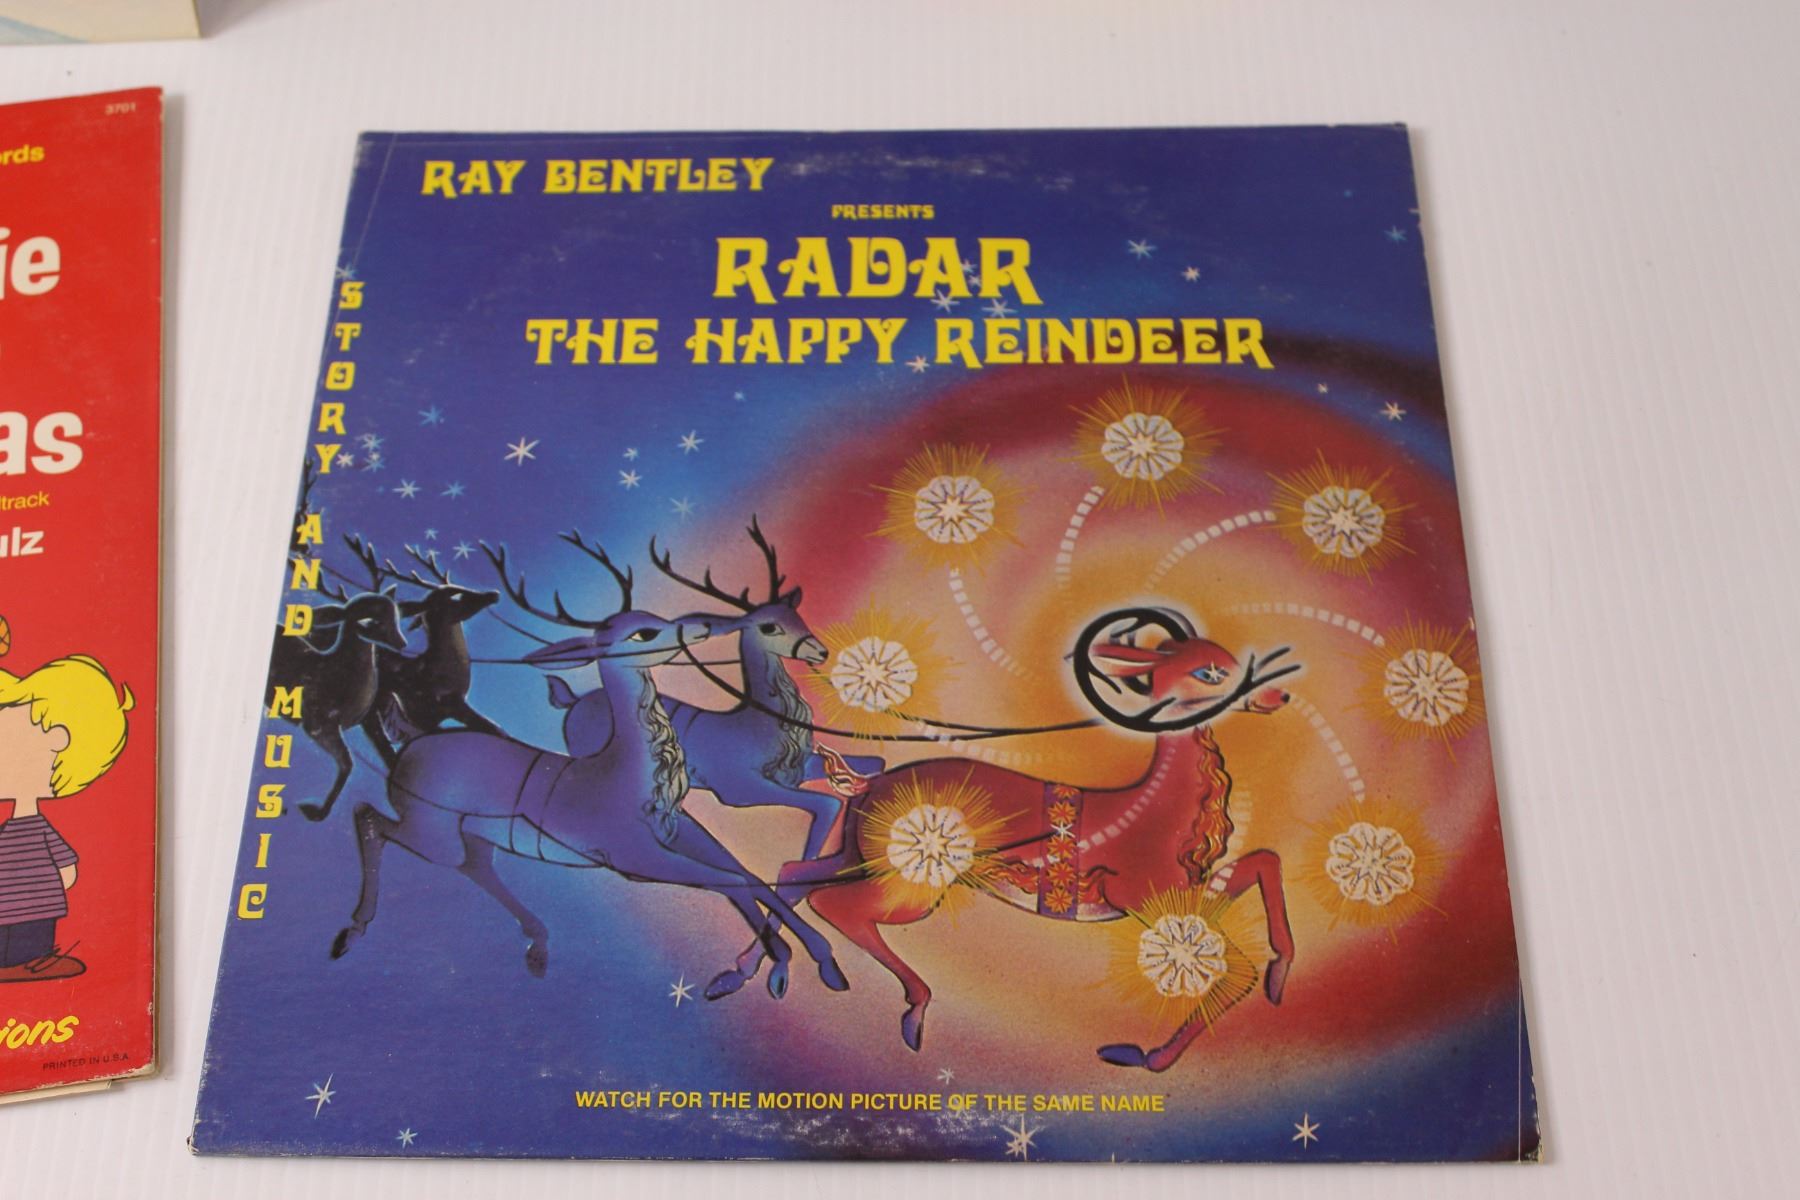 3701
ords
ie
as
dtrack
ulz
ions
PRINTED IN U.S.A.
RAY BENTLEY
PRESENTS
RADAR
THE HAPPY REINDEER
STORY AND MUSIC
WATCH FOR THE MOTION PICTURE OF THE SAME NAME